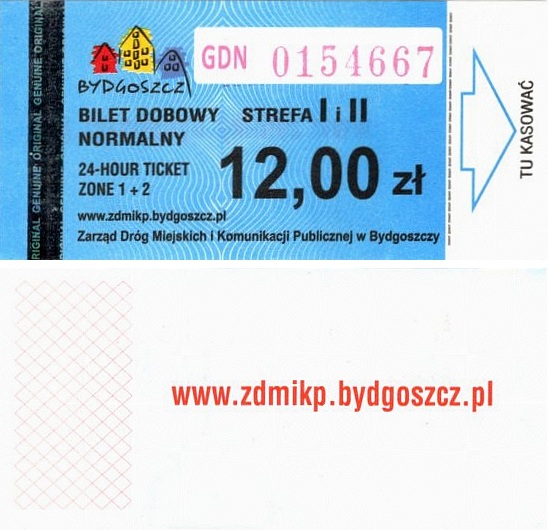 ORIGINAL GENUINE ORIGINAL GENUINE ORIGINAL
GDN 0154667
BYDGOSZCZ
BILET DOBOWY STREFA I i II
NORMALNY
24-HOUR TICKET
ZONE 1 + 2
12,00 zł
www.zdmikp.bydgoszcz.pl
Zarząd Dróg Miejskich i Komunikacji Publicznej w Bydgoszczy
TU KASOWAĆ
www.zdmikp.bydgoszcz.pl